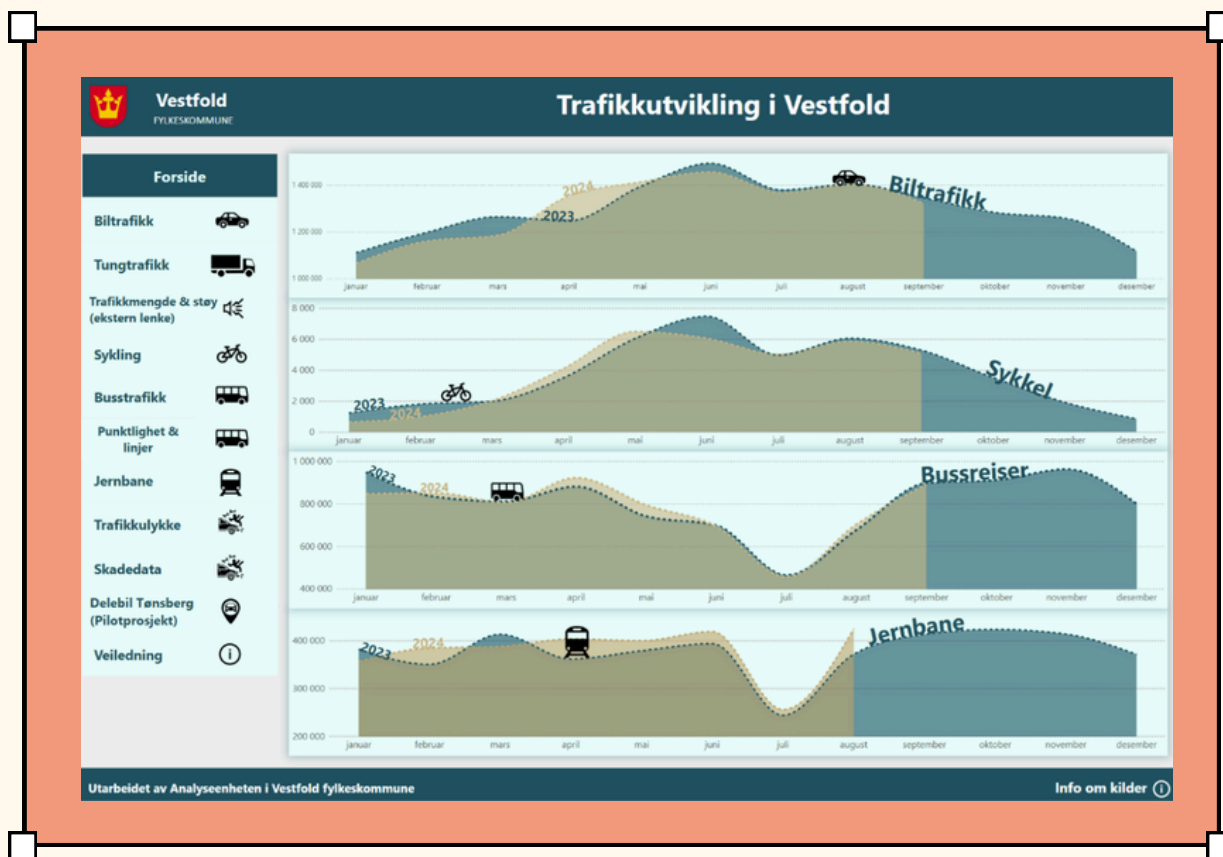 Vestfold
FYLKESKOMMUNE
Trafikkutvikling i Vestfold
Forside
Biltrafikk
Tungtrafikk
Trafikkmengde & støy
(ekstern lenke)
Sykling
Busstrafikk
Punktlighet &
linjer
Jernbane
Trafikkulykke
Skadedata
Delebil Tønsberg
(Pilotprosjekt)
Veiledning
1 400 000
1 200 000
1 000 000
2024
2023
Biltrafikk
januar februar mars april mai juni juli august september oktober november desember
8 000
6 000
4 000
2 000
0
2023
2024
Sykkel
januar februar mars april mai juni juli august september oktober november desember
1 000 000
800 000
600 000
400 000
2023
2024
Bussreiser
januar februar mars april mai juni juli august september oktober november desember
400 000
300 000
200 000
2023
2024
Jernbane
januar februar mars april mai juni juli august september oktober november desember
Utarbeidet av Analyseenheten i Vestfold fylkeskommune
Info om kilder